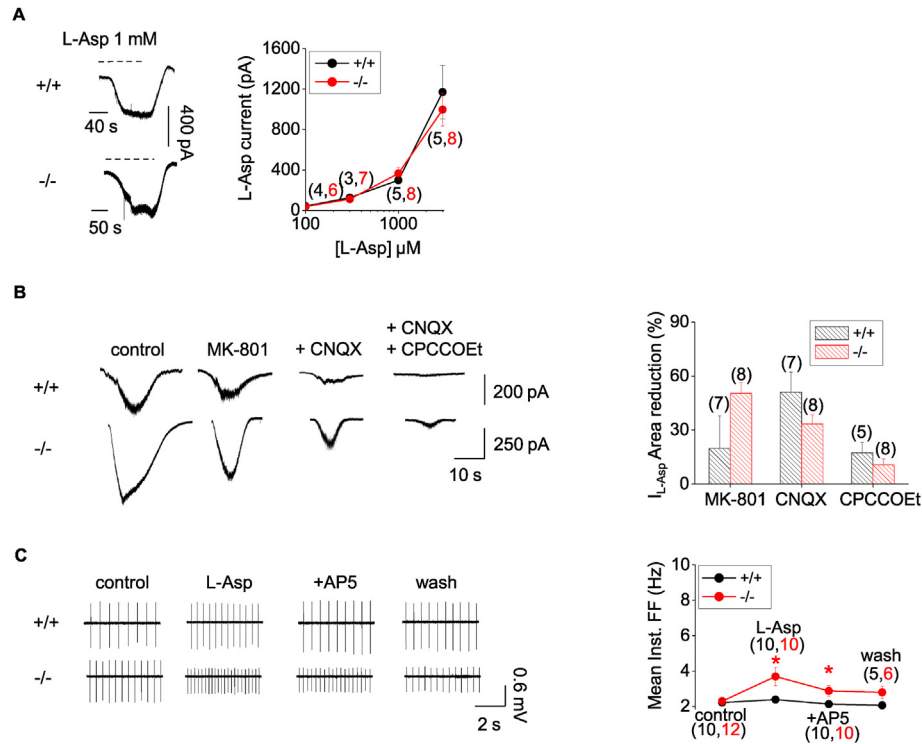 A
L-Asp 1 mM
+/+
40 s
400 pA
-/-
50 s
L-Asp current (pA)
1600
1200
800
400
0
+/+
-/-
(4,6)
(3,7)
(5,8)
(5,8)
100
1000
[L-Asp] µM
B
control
MK-801
+ CNQX
+ CNQX
+ CPCCOEt
+/+
200 pA
-/-
250 pA
10 s
I L-Asp Area reduction (%)
90
60
30
0
+/+
-/-
(7)
(8)
(7)
(8)
(5)
(8)
MK-801
CNQX
CPCCOEt
C
control
L-Asp
+AP5
wash
+/+
-/-
0.6 mV
2 s
Mean Inst. FF (Hz)
10
8
6
4
2
+/+
-/-
L-Asp
(10,10)
*
*
wash
(5,6)
control
(10,12)
+AP5
(10,10)